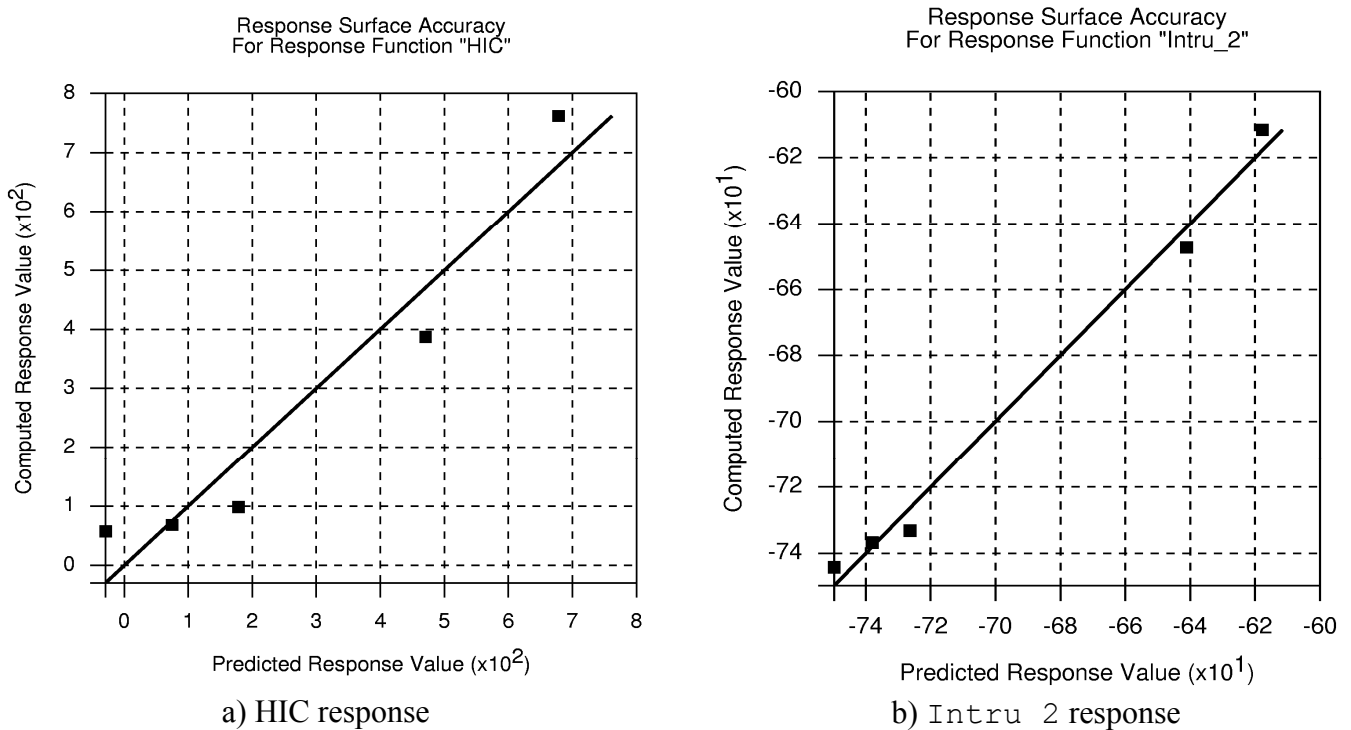 Response Surface Accuracy
For Response Function "HIC"
8
7
6
5
4
3
2
1
0
Computed Response Value (x10²)
0 1 2 3 4 5 6 7 8
Predicted Response Value (x10²)
a) HIC response
Response Surface Accuracy
For Response Function "Intru_2"
-60
-62
-64
-66
-68
-70
-72
-74
Computed Response Value (x10¹)
-74 -72 -70 -68 -66 -64 -62 -60
Predicted Response Value (x10¹)
b) Intru 2 response